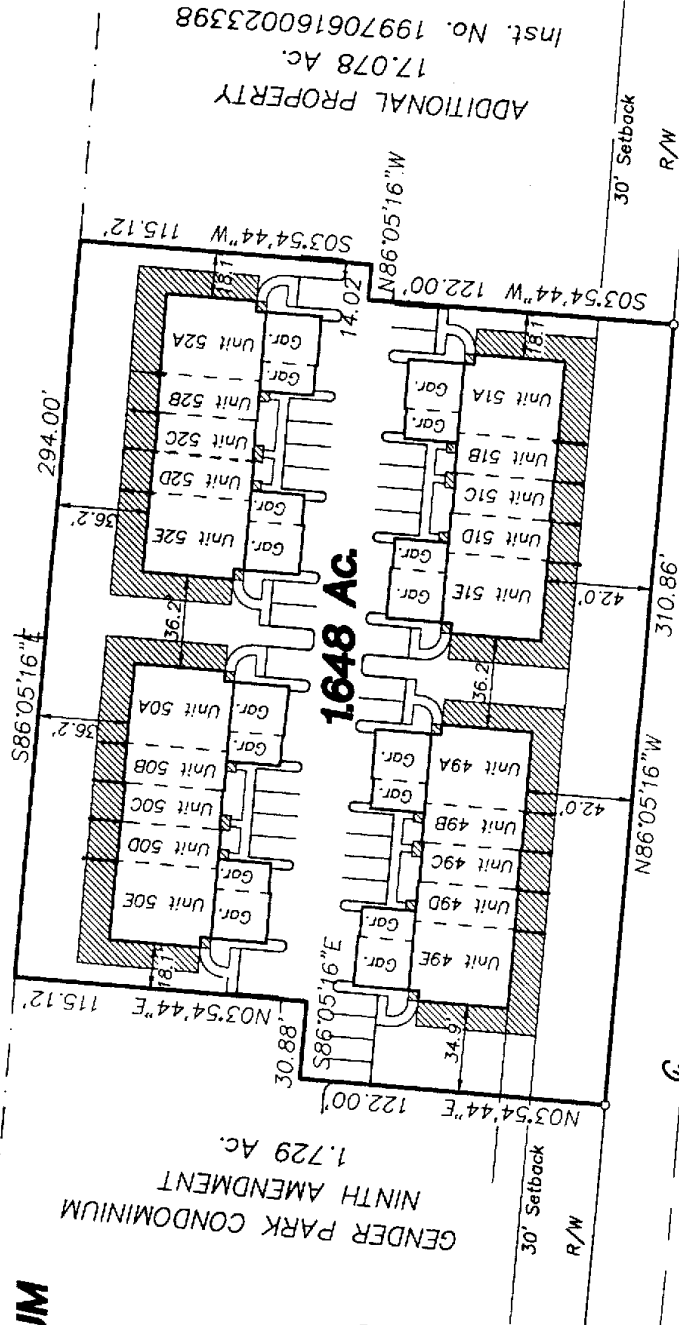 UM
ADDITIONAL PROPERTY
17.078 Ac.
Inst. No. 199706160023398
30' Setback
R/W
S86°05'16"E
294.00'
S03°54'44"W 115.12'
14.02'
N86°05'16"W
S03°54'44"W 122.00'
N86°05'16"W
310.86'
N03°54'44"E 122.00'
S86°05'16"E
30.88'
N03°54'44"E 115.12'
1.648 AC.
GENDER PARK CONDOMINIUM
NINTH AMENDMENT
1.729 Ac.
30' Setback
R/W
Unit 50E
Unit 50D
Unit 50C
Unit 50B
Unit 50A
Gar.
Gar.
Gar.
Gar.
18.1'
36.2'
36.2'
Unit 52E
Unit 52D
Unit 52C
Unit 52B
Unit 52A
Gar.
Gar.
Gar.
Gar.
36.2'
18.1
Unit 49E
Unit 49D
Unit 49C
Unit 49B
Unit 49A
Gar.
Gar.
Gar.
Gar.
34.9'
42.0'
36.2
Unit 51E
Unit 51D
Unit 51C
Unit 51B
Unit 51A
Gar.
Gar.
Gar.
Gar.
42.0'
18.1